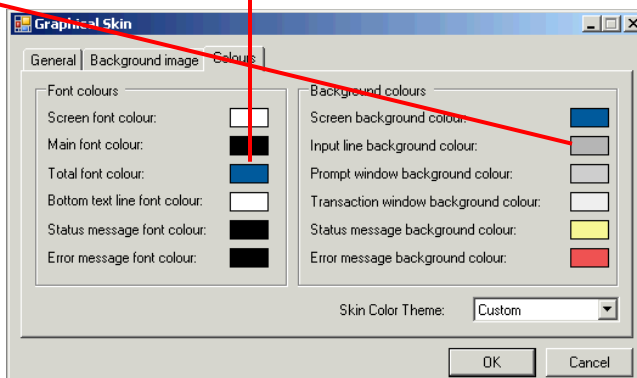 Graphical Skin
General
Background image
Colours
Font colours
Screen font colour:
Main font colour:
Total font colour:
Bottom text line font colour:
Status message font colour:
Error message font colour:
Background colours
Screen background colour:
Input line background colour:
Prompt window background colour:
Transaction window background colour:
Status message background colour:
Error message background colour:
Skin Color Theme:
Custom
OK
Cancel